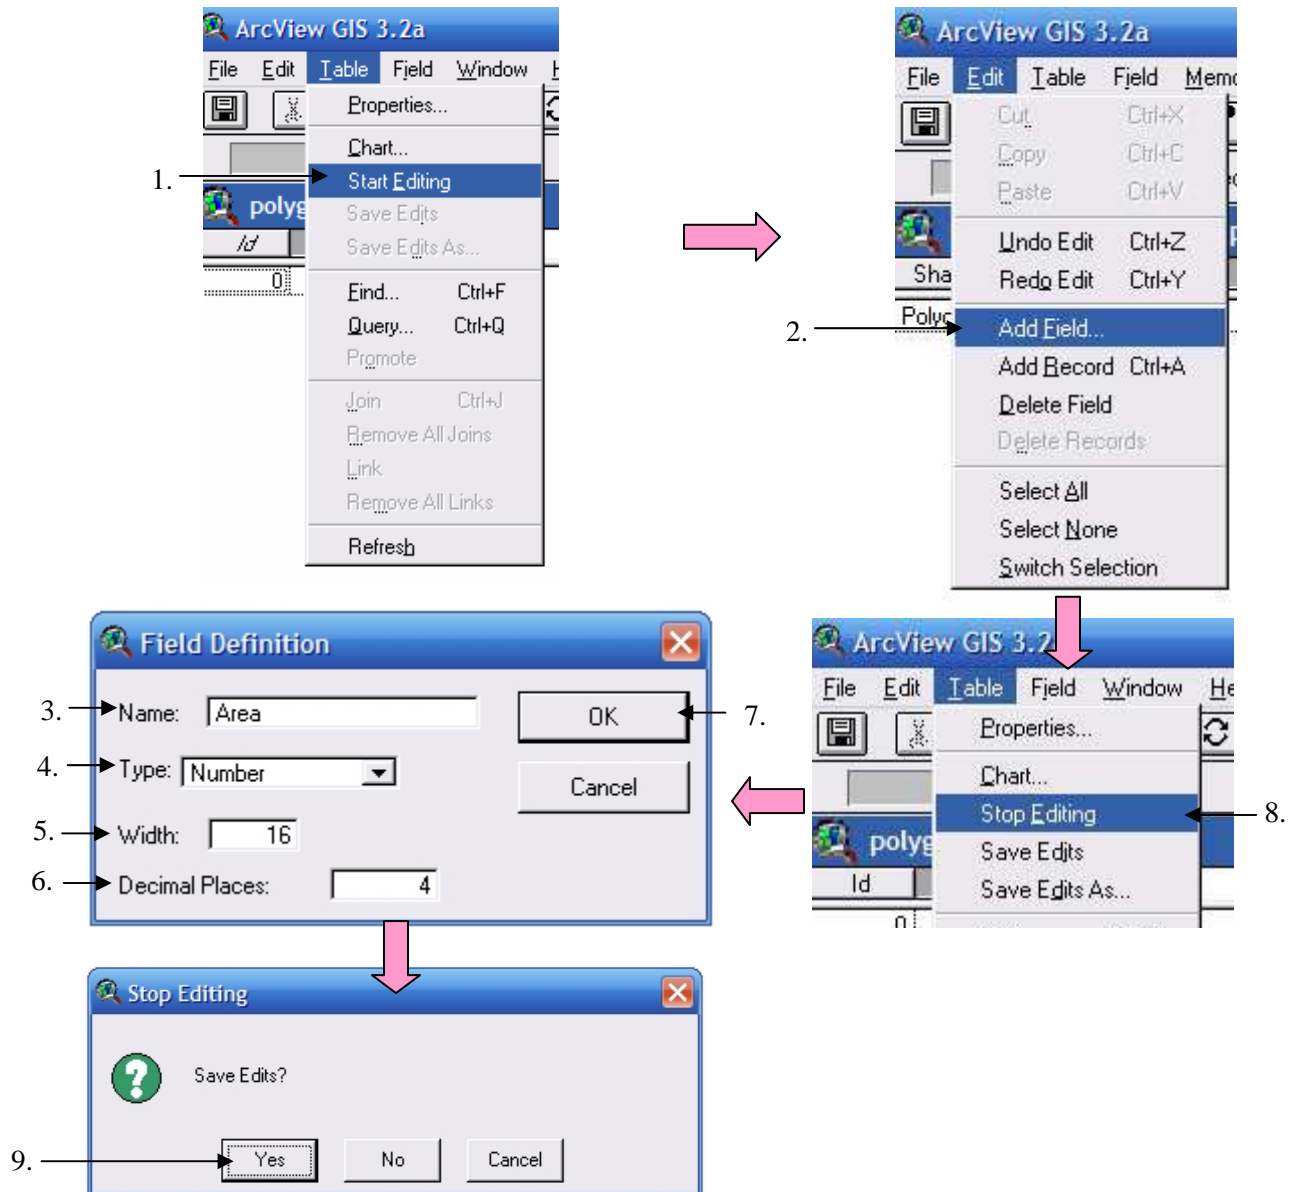 ArcView GIS 3.2a
File Edit Table Field Window
Properties...
Chart...
1.
Start Editing
Save Edits
Save Edits As...
Id
0
Find... Ctrl+F
Query... Ctrl+Q
Promote
Join Ctrl+J
Remove All Joins
Link
Remove All Links
Refresh
ArcView GIS 3.2a
File Edit Table Field
Cut Ctrl+X
Copy Ctrl+C
Paste Ctrl+V
Undo Edit Ctrl+Z
Redo Edit Ctrl+Y
2.
Add Field...
Add Record Ctrl+A
Delete Field
Delete Records
Select All
Select None
Switch Selection
Field Definition
3. Name: Area
OK 7.
4. Type: Number
Cancel
5. Width: 16
6. Decimal Places: 4
ArcView GIS 3.2
File Edit Table Field Window
Properties...
Chart...
Stop Editing 8.
Save Edits
Id
Save Edits As...
Stop Editing
Save Edits?
9. Yes No Cancel